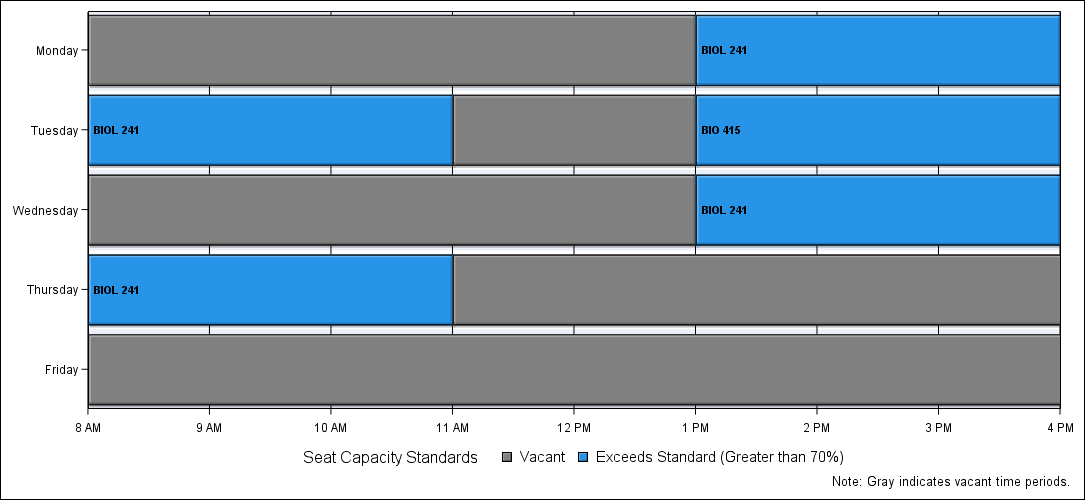 Monday
BIOL 241
Tuesday
BIOL 241
BIO 415
Wednesday
BIOL 241
Thursday
BIOL 241
Friday
8 AM 9 AM 10 AM 11 AM 12 PM 1 PM 2 PM 3 PM 4 PM
Seat Capacity Standards Vacant Exceeds Standard (Greater than 70%)
Note: Gray indicates vacant time periods.